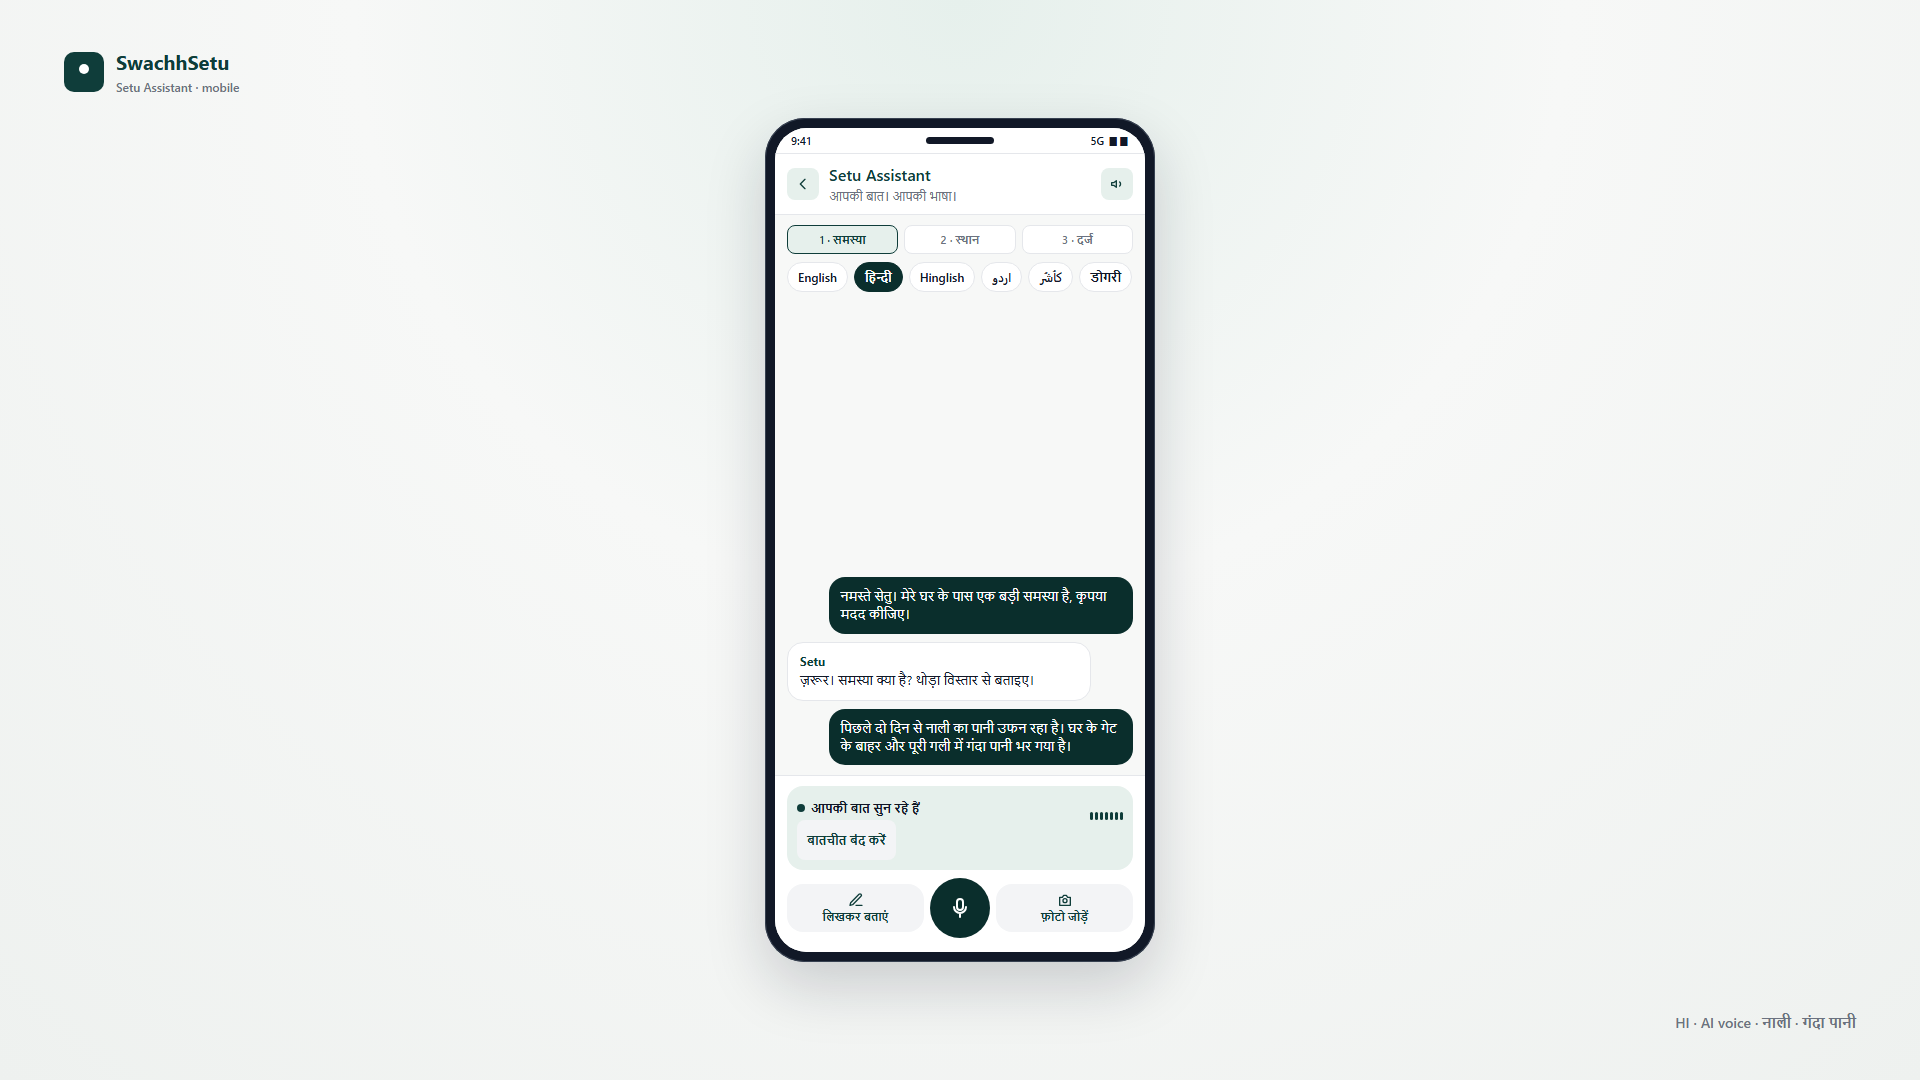 SwachhSetu
Setu Assistant · mobile
9:41
5G
Setu Assistant
आपकी बात। आपकी भाषा।
1 · समस्या
2 · स्थान
3 · दर्ज
English
हिन्दी
Hinglish
اردو
کٲشُر
डोगरी
नमस्ते सेतु। मेरे घर के पास एक बड़ी समस्या है, कृपया
मदद कीजिए।
Setu
ज़रूर। समस्या क्या है? थोड़ा विस्तार से बताइए।
पिछले दो दिन से नाली का पानी उफन रहा है। घर के गेट
के बाहर और पूरी गली में गंदा पानी भर गया है।
आपकी बात सुन रहे हैं
बातचीत बंद करें
लिखकर बताएं
फ़ोटो जोड़ें
HI · AI voice · नाली · गंदा पानी